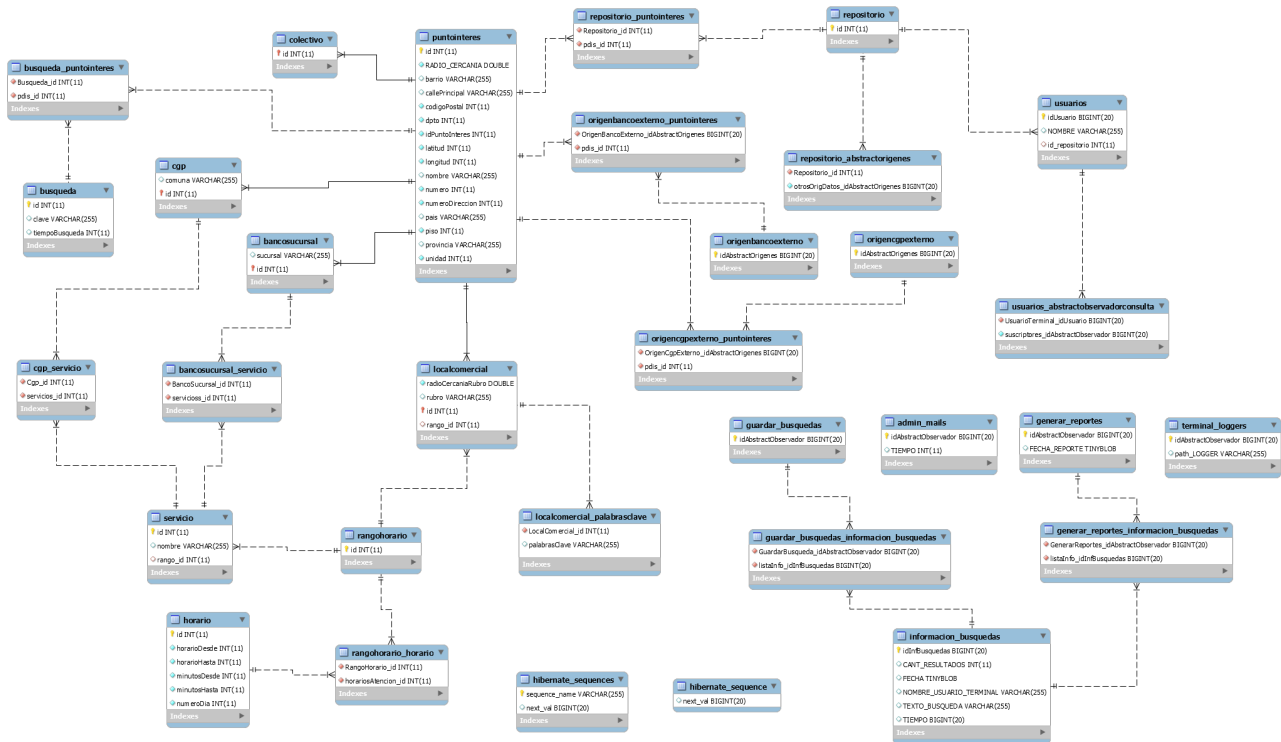 colectivo
id INT(11)
Indexes
busqueda_puntointeres
Busqueda_id INT(11)
pdis_id INT(11)
Indexes
busqueda
id INT(11)
clave VARCHAR(255)
tiempoBusqueda INT(11)
Indexes
cgp
comuna VARCHAR(255)
id INT(11)
Indexes
bancosucursal
sucursal VARCHAR(255)
id INT(11)
Indexes
puntointeres
id INT(11)
RADIO_CERCANIA DOUBLE
barrio VARCHAR(255)
callePrincipal VARCHAR(255)
codigoPostal INT(11)
dpto INT(11)
idPuntoInteres INT(11)
latitud INT(11)
longitud INT(11)
nombre VARCHAR(255)
numero INT(11)
numeroDireccion INT(11)
pais VARCHAR(255)
piso INT(11)
provincia VARCHAR(255)
unidad INT(11)
Indexes
repositorio_puntointeres
Repositorio_id INT(11)
pdis_id INT(11)
Indexes
repositorio
id INT(11)
Indexes
origenbancoexterno_puntointeres
OrigenBancoExterno_idAbstractOrigenes BIGINT(20)
pdis_id INT(11)
Indexes
repositorio_abstractorigenes
Repositorio_id INT(11)
otrosOrigDatos_idAbstractOrigenes BIGINT(20)
Indexes
usuarios
idUsuario BIGINT(20)
NOMBRE VARCHAR(255)
id_repositorio INT(11)
Indexes
origenbancoexterno
idAbstractOrigenes BIGINT(20)
Indexes
origencgpexterno
idAbstractOrigenes BIGINT(20)
Indexes
usuarios_abstractobservadorconsulta
UsuarioTerminal_idUsuario BIGINT(20)
suscriptores_idAbstractObservador BIGINT(20)
Indexes
origencgpexterno_puntointeres
OrigenCgpExterno_idAbstractOrigenes BIGINT(20)
pdis_id INT(11)
Indexes
cgp_servicio
Cgp_id INT(11)
servicios_id INT(11)
Indexes
bancosucursal_servicio
BancoSucursal_id INT(11)
servicioss_id INT(11)
Indexes
localcomercial
radioCercaniaRubro DOUBLE
rubro VARCHAR(255)
id INT(11)
rango_id INT(11)
Indexes
guardar_busquedas
idAbstractObservador BIGINT(20)
Indexes
admin_mails
idAbstractObservador BIGINT(20)
TIEMPO INT(11)
Indexes
generar_reportes
idAbstractObservador BIGINT(20)
FECHA_REPORTE TINYBLOB
Indexes
terminal_loggers
idAbstractObservador BIGINT(20)
path_LOGGER VARCHAR(255)
Indexes
servicio
id INT(11)
nombre VARCHAR(255)
rango_id INT(11)
Indexes
rangohorario
id INT(11)
Indexes
localcomercial_palabrasclave
LocalComercial_id INT(11)
palabrasClave VARCHAR(255)
Indexes
guardar_busquedas_informacion_busquedas
GuardarBusqueda_idAbstractObservador BIGINT(20)
listaInfo_idInfBusquedas BIGINT(20)
Indexes
generar_reportes_informacion_busquedas
GenerarReportes_idAbstractObservador BIGINT(20)
listaInfo_idInfBusquedas BIGINT(20)
Indexes
horario
id INT(11)
horarioDesde INT(11)
horarioHasta INT(11)
minutosDesde INT(11)
minutosHasta INT(11)
numeroDia INT(11)
Indexes
rangohorario_horario
RangoHorario_id INT(11)
horariosAtencion_id INT(11)
Indexes
hibernate_sequences
sequence_name VARCHAR(255)
next_val BIGINT(20)
Indexes
hibernate_sequence
next_val BIGINT(20)
informacion_busquedas
idInfBusquedas BIGINT(20)
CANT_RESULTADOS INT(11)
FECHA TINYBLOB
NOMBRE_USUARIO_TERMINAL VARCHAR(255)
TEXTO_BUSQUEDA VARCHAR(255)
TIEMPO BIGINT(20)
Indexes